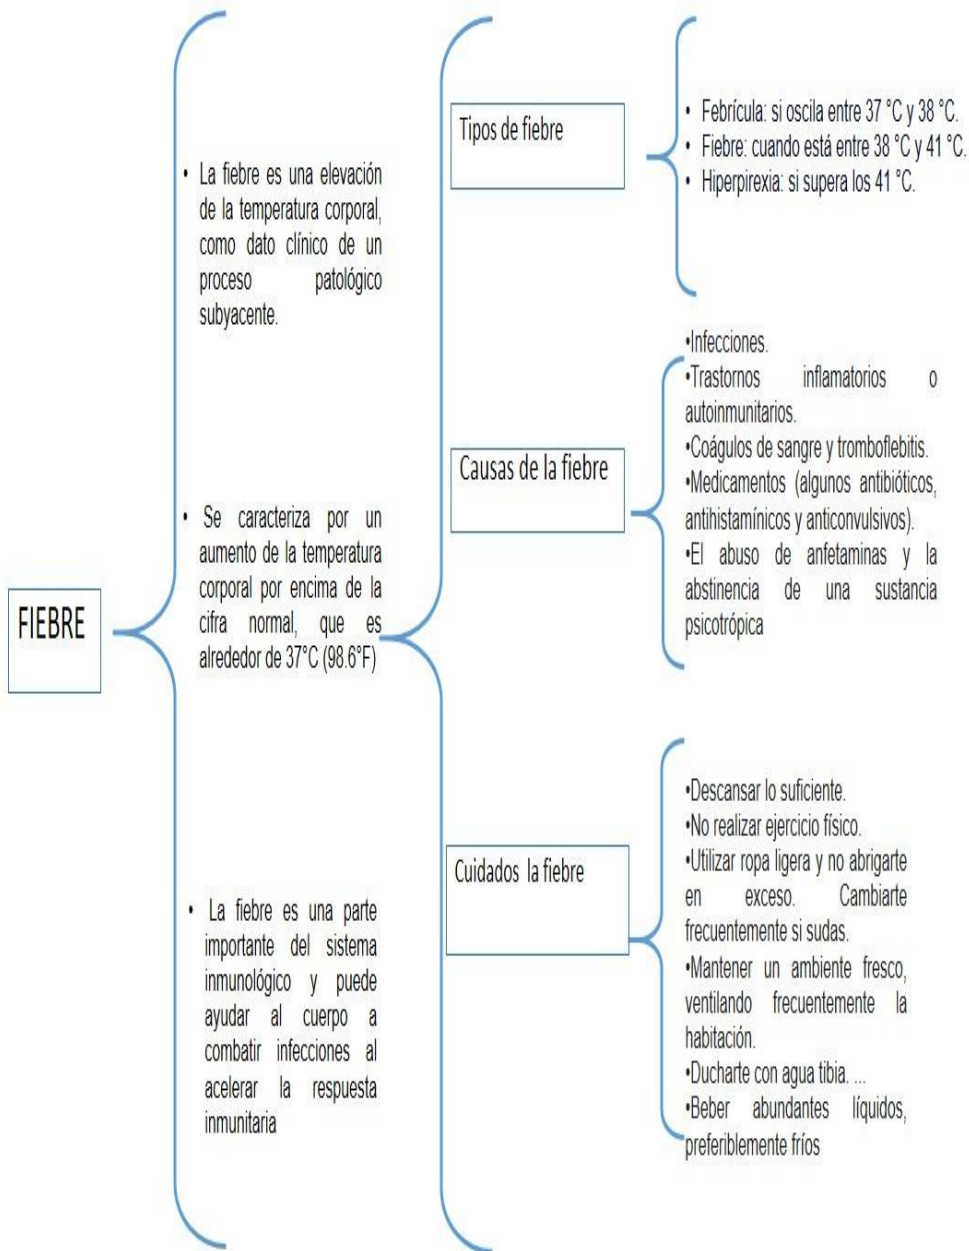 FIEBRE
• La fiebre es una elevación
de la temperatura corporal,
como dato clínico de un
proceso patológico
subyacente.
• Se caracteriza por un
aumento de la temperatura
corporal por encima de la
cifra normal, que es
alrededor de 37°C (98.6°F)
• La fiebre es una parte
importante del sistema
inmunológico y puede
ayudar al cuerpo a
combatir infecciones al
acelerar la respuesta
inmunitaria
Tipos de fiebre
• Febrícula: si oscila entre 37 °C y 38 °C.
• Fiebre: cuando está entre 38 °C y 41 °C.
• Hiperpirexia: si supera los 41 °C.
Causas de la fiebre
•Infecciones.
•Trastornos inflamatorios o
autoinmunitarios.
•Coágulos de sangre y tromboflebitis.
•Medicamentos (algunos antibióticos,
antihistamínicos y anticonvulsivos).
•El abuso de anfetaminas y la
abstinencia de una sustancia
psicotrópica
Cuidados la fiebre
•Descansar lo suficiente.
•No realizar ejercicio físico.
•Utilizar ropa ligera y no abrigarte
en exceso. Cambiarte
frecuentemente si sudas.
•Mantener un ambiente fresco,
ventilando frecuentemente la
habitación.
•Ducharte con agua tibia. ...
•Beber abundantes líquidos,
preferiblemente fríos